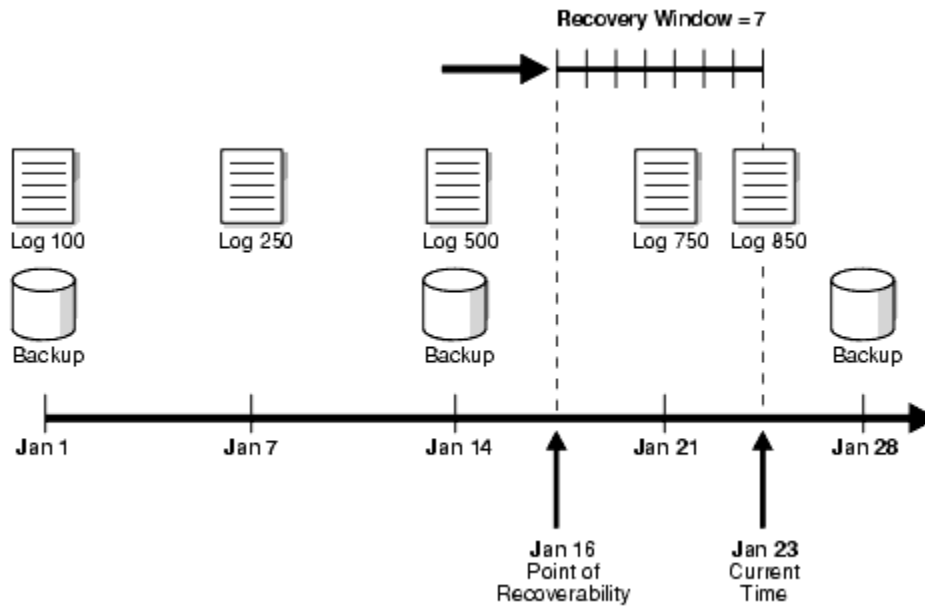 Recovery Window = 7
Log 100
Log 250
Log 500
Log 750
Log 850
Backup
Backup
Backup
Jan 1
Jan 7
Jan 14
Jan 21
Jan 28
Jan 16
Point of
Recoverability
Jan 23
Current
Time